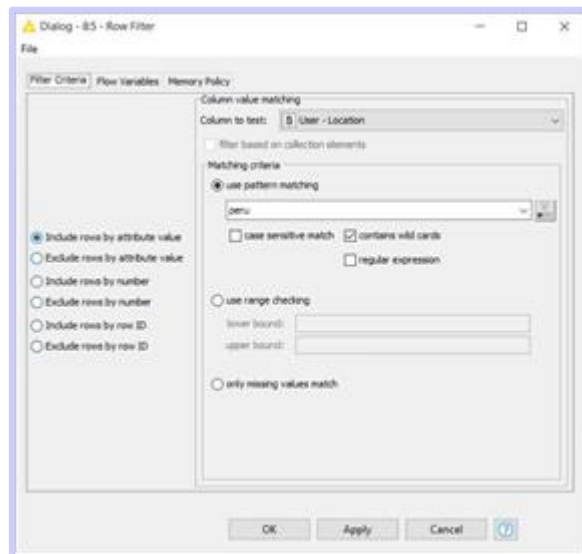 Dialog - 8:5 - Row Filter
File
Filter Criteria Flow Variables Memory Policy
Column value matching
Column to test: S User - Location
filter based on collection elements
Matching criteria
use pattern matching
peru
case sensitive match contains wild cards
regular expression
Include rows by attribute value
Exclude rows by attribute value
Include rows by number
Exclude rows by number
Include rows by row ID
Exclude rows by row ID
use range checking
lower bound:
upper bound:
only missing values match
OK Apply Cancel ?